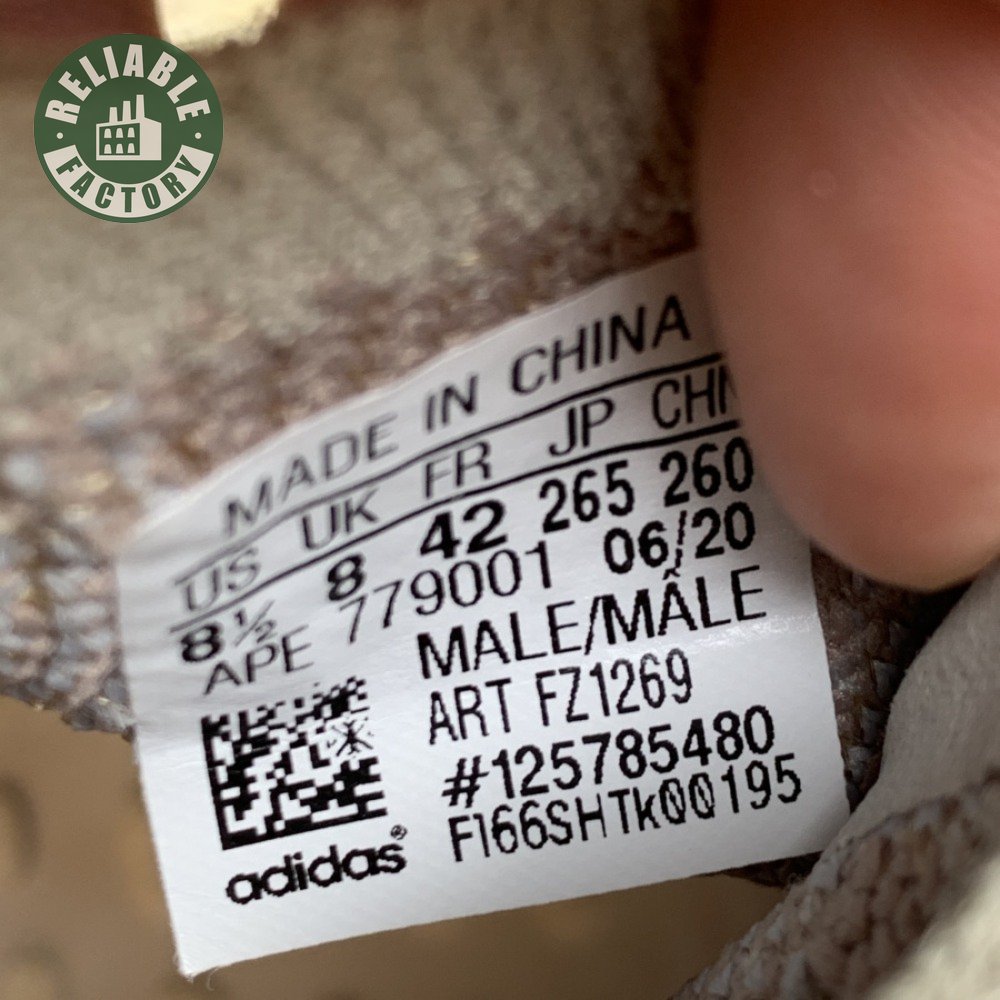 RELIABLE
FACTORY
MADE IN CHINA
US UK FR JP CHN
8½ 8 42 265 260
APE 779001 06/20
MALE/MÂLE
ART FZ1269
#125785480
FI66SHTk00195
adidas®